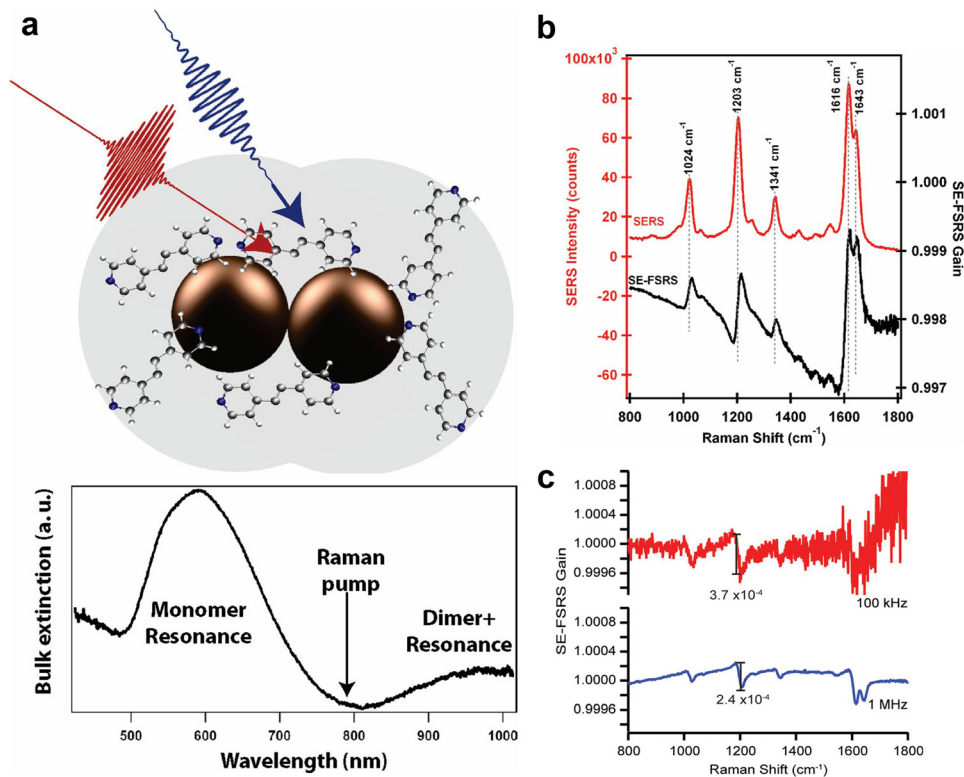 a
Bulk extinction (a.u.)
Monomer
Resonance
Raman
pump
Dimer+
Resonance
500 600 700 800 900 1000
Wavelength (nm)
b
SERS Intensity (counts)
100x10³
80
60
40
20
0
-20
-40
-60
1024 cm⁻¹
1203 cm⁻¹
1341 cm⁻¹
1616 cm⁻¹
1643 cm⁻¹
SERS
SE-FSRS
1.001
1.000
0.999
0.998
0.997
SE-FSRS Gain
800 1000 1200 1400 1600 1800
Raman Shift (cm⁻¹)
c
SE-FSRS Gain
1.0008
1.0004
1.0000
0.9996
3.7 x10⁻⁴
100 kHz
1.0008
1.0004
1.0000
0.9996
2.4 x10⁻⁴
1 MHz
800 1000 1200 1400 1600 1800
Raman Shift (cm⁻¹)